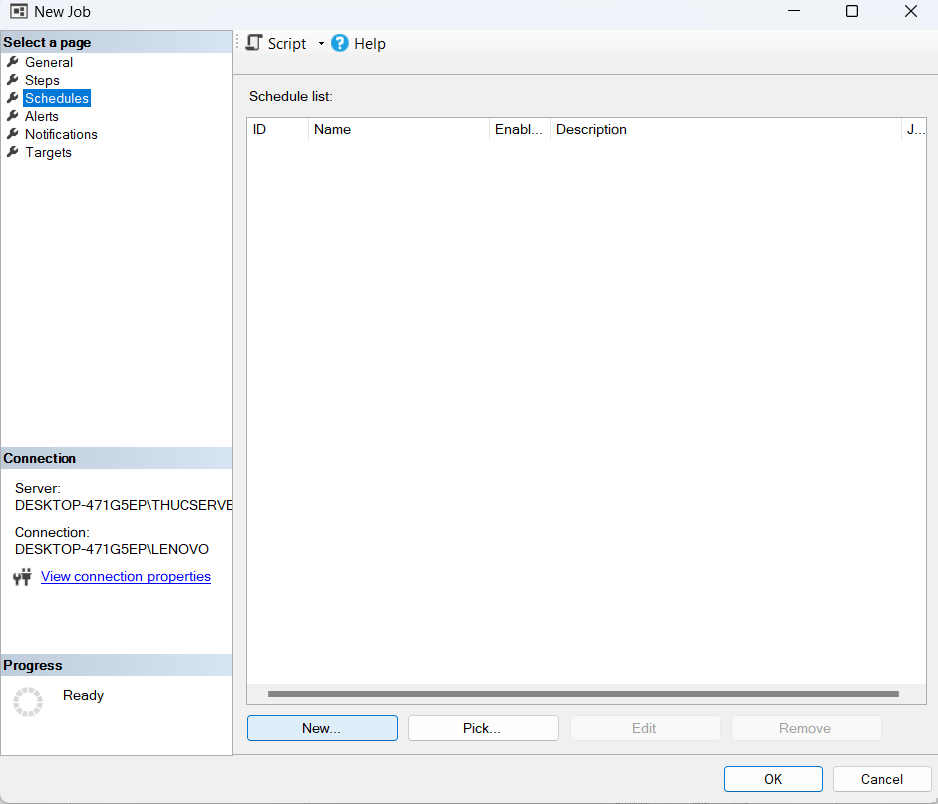 New Job
Select a page
General
Steps
Schedules
Alerts
Notifications
Targets
Script
Help
Schedule list:
ID Name Enabl... Description J...
Connection
Server:
DESKTOP-471G5EP\THUCSERVE
Connection:
DESKTOP-471G5EP\LENOVO
View connection properties
Progress
Ready
New... Pick... Edit Remove
OK Cancel